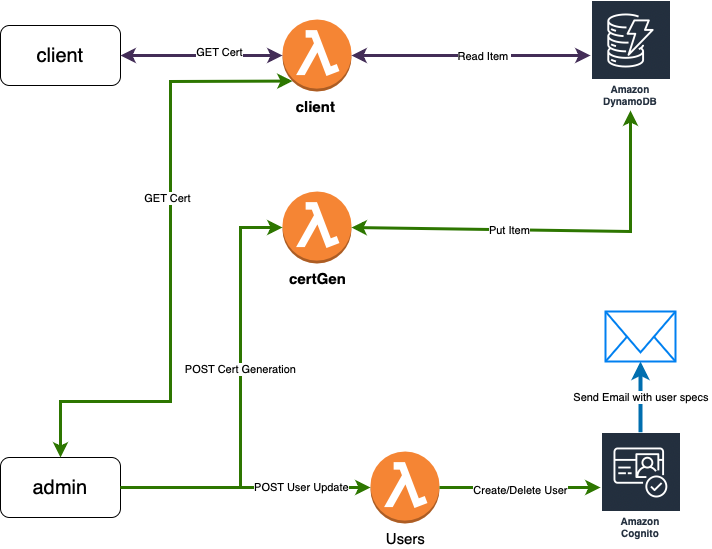 client
GET Cert
Read Item
Amazon
DynamoDB
client
GET Cert
Put Item
certGen
POST Cert Generation
Send Email with user specs
admin
POST User Update
Create/Delete User
Amazon
Cognito
Users